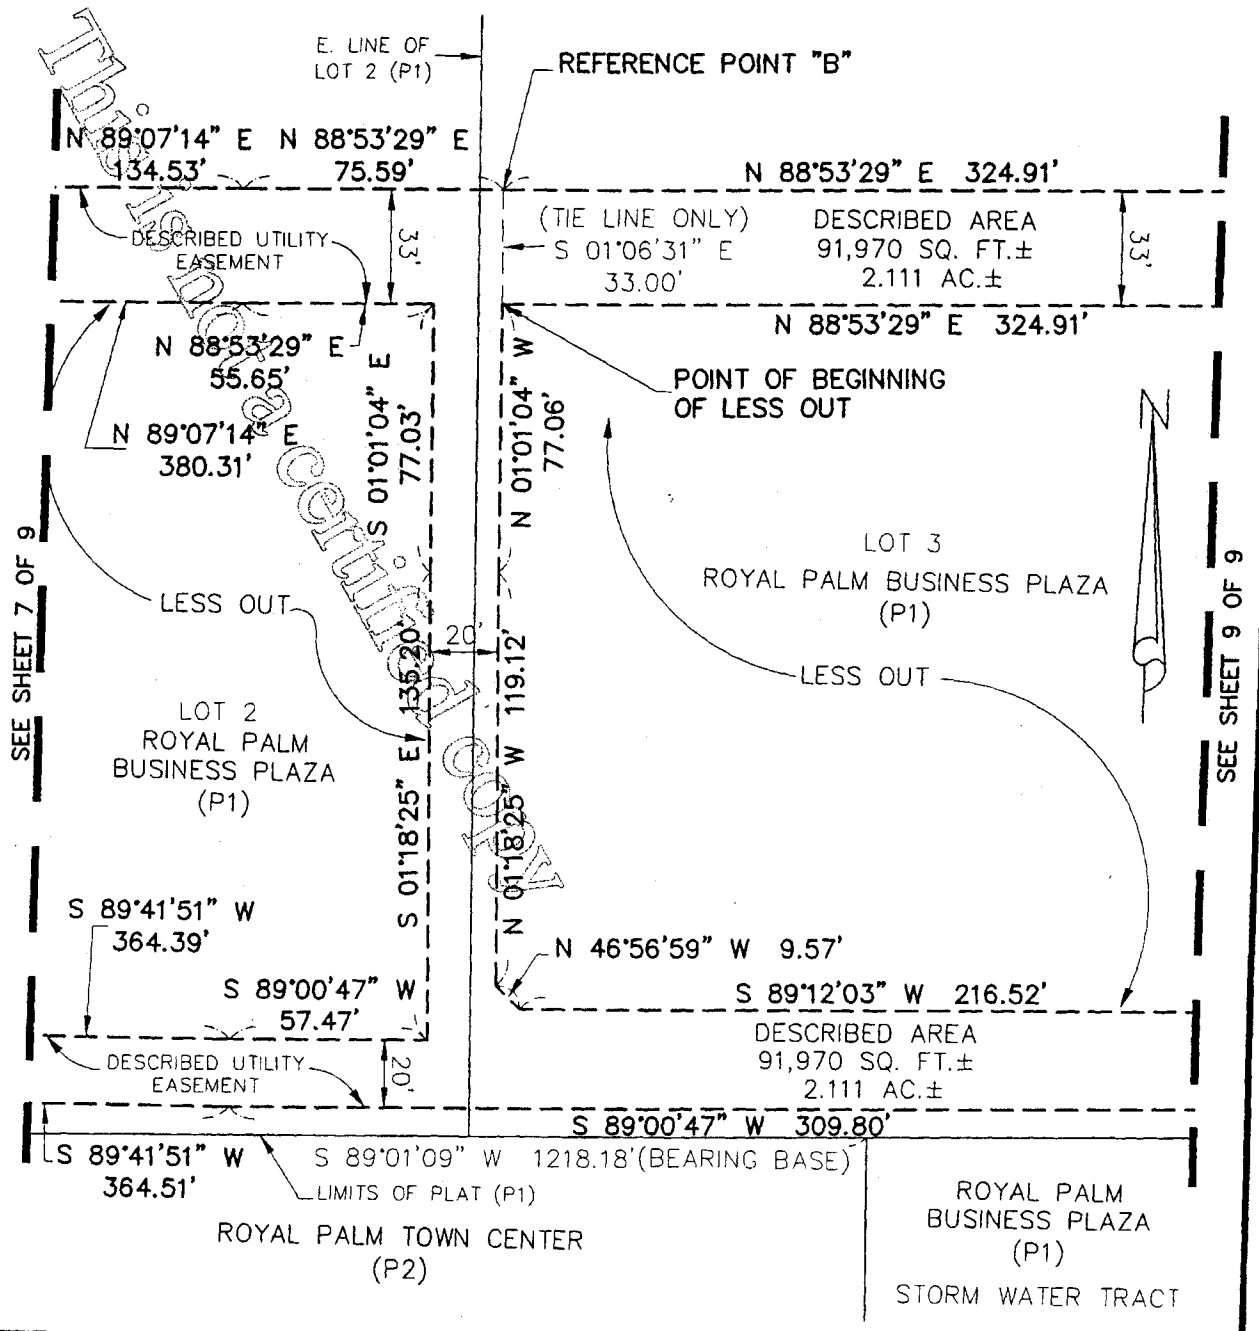 This is not a certified copy
E. LINE OF
LOT 2 (P1)
REFERENCE POINT "B"
N 89°07'14" E
134.53'
N 88°53'29" E
75.59'
N 88°53'29" E 324.91'
DESCRIBED UTILITY
EASEMENT
33'
(TIE LINE ONLY)
S 01°06'31" E
33.00'
DESCRIBED AREA
91,970 SQ. FT.±
2.111 AC.±
33'
N 88°53'29" E 324.91'
N 88°53'29" E
55.65'
N 89°07'14" E
380.31'
S 01°01'04" E
77.03'
N 01°01'04" W
77.06'
POINT OF BEGINNING
OF LESS OUT
N
SEE SHEET 7 OF 9
LOT 3
ROYAL PALM BUSINESS PLAZA
(P1)
SEE SHEET 9 OF 9
LESS OUT
20'
LESS OUT
S 01°18'25" E 135.20'
N 01°18'25" W 119.12'
LOT 2
ROYAL PALM
BUSINESS PLAZA
(P1)
S 89°41'51" W
364.39'
N 46°56'59" W 9.57'
S 89°00'47" W
57.47'
S 89°12'03" W 216.52'
DESCRIBED UTILITY
EASEMENT
20'
DESCRIBED AREA
91,970 SQ. FT.±
2.111 AC.±
S 89°00'47" W 309.80'
S 89°41'51" W
364.51'
S 89°01'09" W 1218.18'(BEARING BASE)
LIMITS OF PLAT (P1)
ROYAL PALM TOWN CENTER
(P2)
ROYAL PALM
BUSINESS PLAZA
(P1)
STORM WATER TRACT